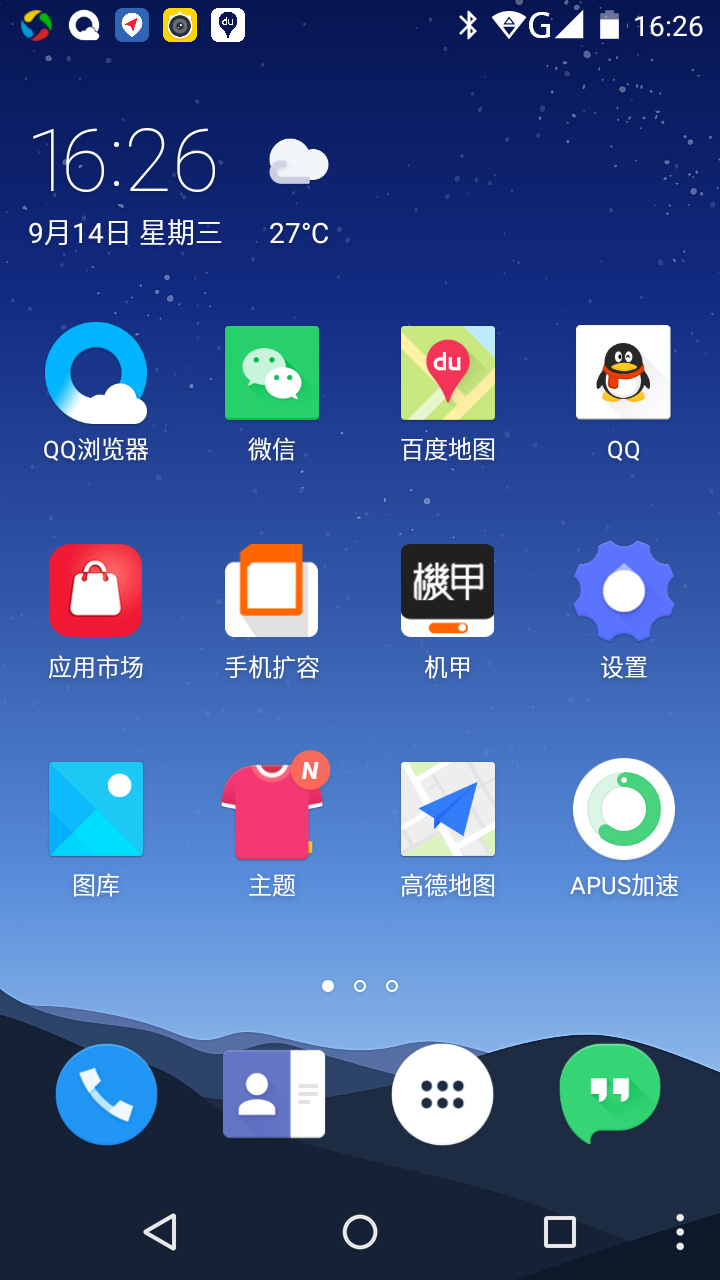 G 16:26
16:26
9月14日 星期三 27°C
du
QQ浏览器 微信 百度地图 QQ
機甲
应用市场 手机扩容 机甲 设置
N
图库 主题 高德地图 APUS加速